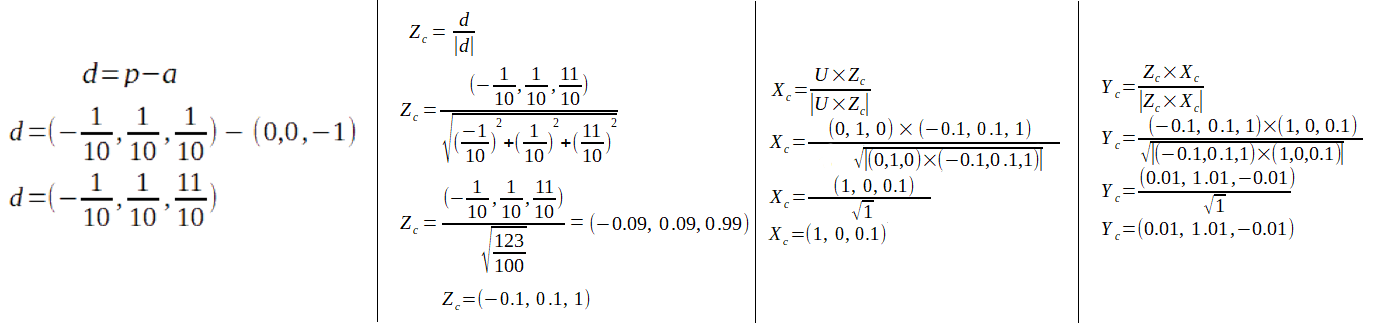 d=p−a
d=(−1/10, 1/10, 1/10) − (0,0,−1)
d=(−1/10, 1/10, 11/10)
Z_c = d/|d|
Z_c = (−1/10, 1/10, 11/10) / √((−1/10)^2 + (1/10)^2 + (11/10)^2)
Z_c = (−1/10, 1/10, 11/10) / √(123/100) = (−0.09, 0.09, 0.99)
Z_c=(−0.1, 0.1, 1)
X_c = U×Z_c / |U×Z_c|
X_c = (0, 1, 0)×(−0.1, 0.1, 1) / √|(0,1,0)×(−0.1,0.1,1)|
X_c = (1, 0, 0.1) / √1
X_c=(1, 0, 0.1)
Y_c = Z_c×X_c / |Z_c×X_c|
Y_c = (−0.1, 0.1, 1)×(1, 0, 0.1) / √|(−0.1,0.1,1)×(1,0,0.1)|
Y_c = (0.01, 1.01,−0.01) / √1
Y_c=(0.01, 1.01,−0.01)